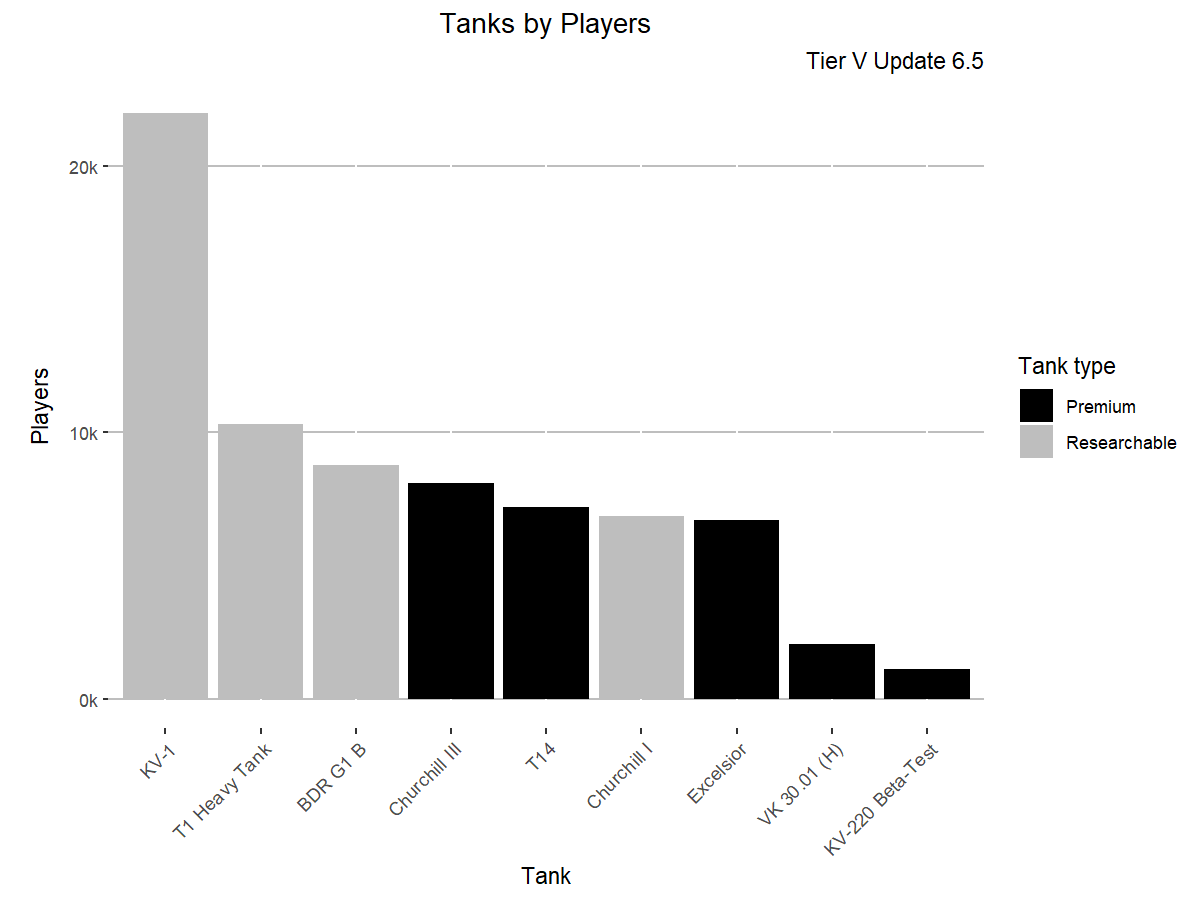 Tanks by Players
Tier V Update 6.5
Players
20k
10k
0k
KV-1
T1 Heavy Tank
BDR G1 B
Churchill III
T14
Churchill I
Excelsior
VK 30.01 (H)
KV-220 Beta-Test
Tank
Tank type
Premium
Researchable